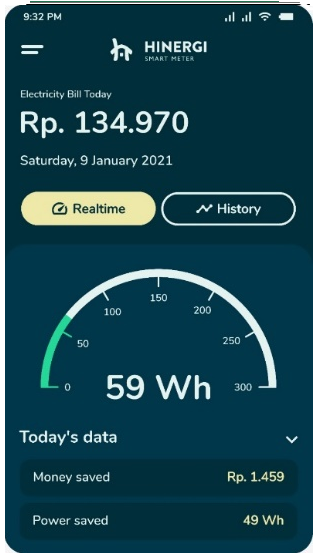 9:32 PM
HINERGI
SMART METER
Electricity Bill Today
Rp. 134.970
Saturday, 9 January 2021
Realtime
History
150
100
200
50
250
0
59 Wh
300
Today's data
Money saved
Rp. 1.459
Power saved
49 Wh